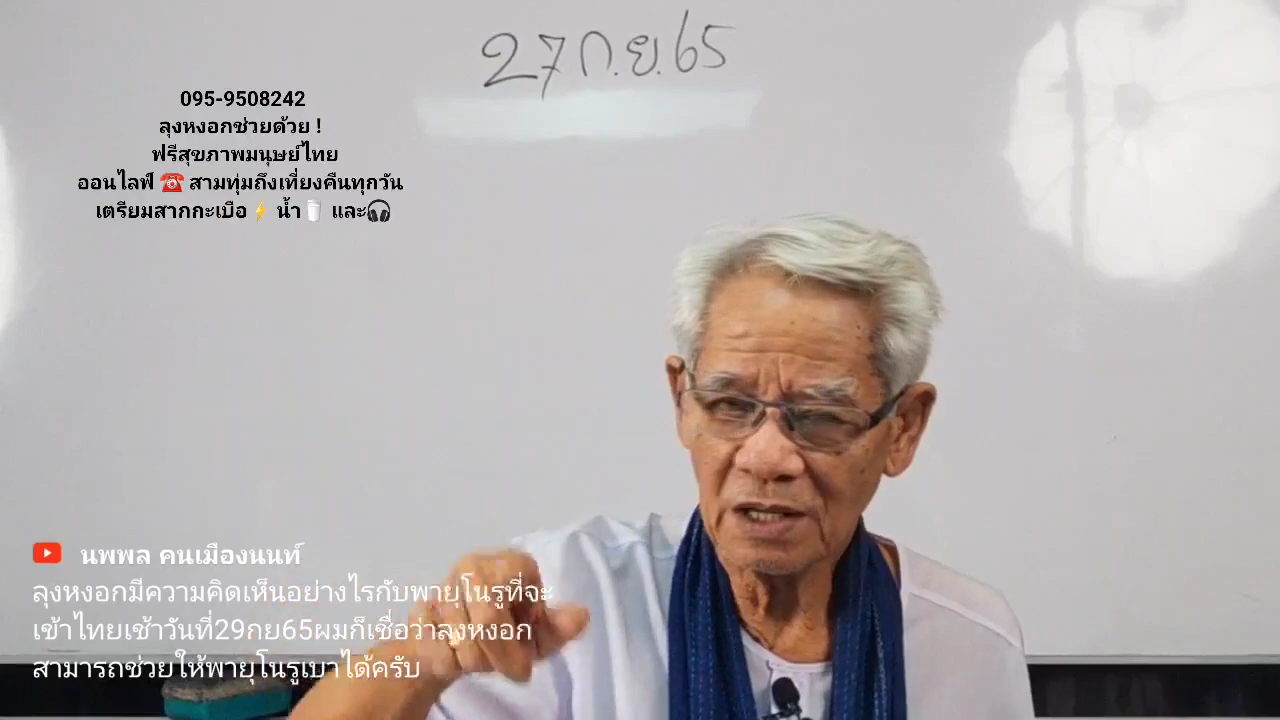 27 ก.ย. 65
095-9508242
ลุงหงอกช่วยด้วย !
ฟรีสุขภาพมนุษย์ไทย
ออนไลฟ์ ☎️ สามทุ่มถึงเที่ยงคืนทุกวัน
เตรียมสากกะเบือ⚡ น้ำ🥛 และ🎧
นพพล คนเมืองนนท์
ลุงหงอกมีความคิดเห็นอย่างไรกับพายุโนรูที่จะ
เข้าไทยเช้าวันที่29กย65ผมก็เชื่อว่าลุงหงอก
สามารถช่วยให้พายุโนรูเบาได้ครับ